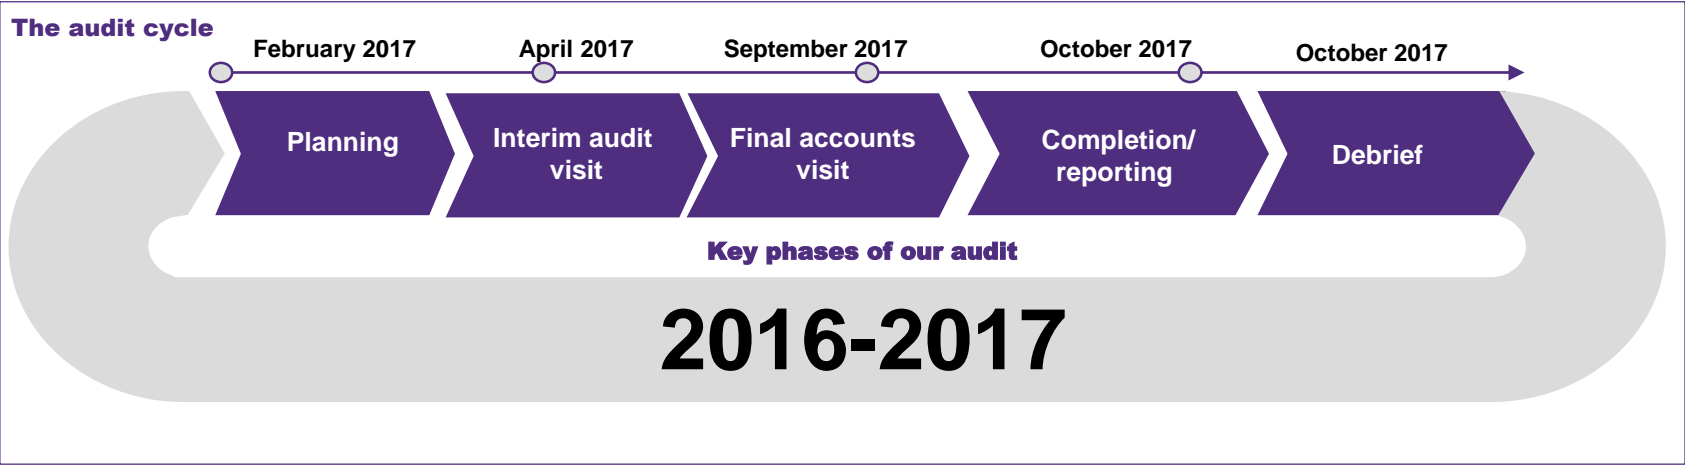 The audit cycle
February 2017
April 2017
September 2017
October 2017
October 2017
Planning
Interim audit
visit
Final accounts
visit
Completion/
reporting
Debrief
Key phases of our audit
2016-2017